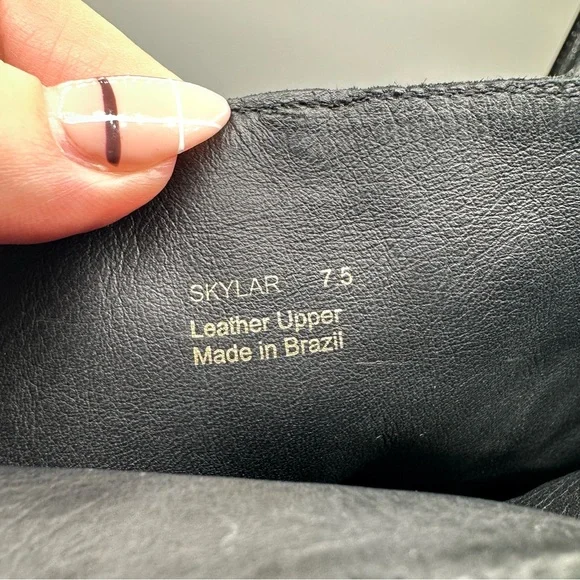 SKYLAR 7.5
Leather Upper
Made in Brazil